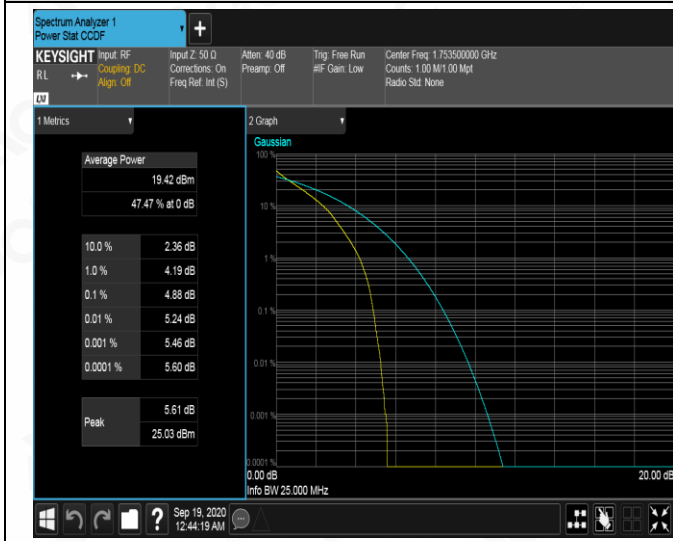 Spectrum Analyzer 1
Power Stat CCDF
+
KEYSIGHT Input: RF
RL Coupling: DC
Align: Off
Input Z: 50 Ω
Corrections: On
Freq Ref: Int (S)
Atten: 40 dB
Preamp: Off
Trig: Free Run
#IF Gain: Low
Center Freq: 1.753500000 GHz
Counts: 1.00 M/1.00 Mpt
Radio Std: None
LXI
1 Metrics
Average Power
19.42 dBm
47.47 % at 0 dB
10.0 % 2.36 dB
1.0 % 4.19 dB
0.1 % 4.88 dB
0.01 % 5.24 dB
0.001 % 5.46 dB
0.0001 % 5.60 dB
Peak 5.61 dB
25.03 dBm
2 Graph
Gaussian
100 %
10 %
1 %
0.1 %
0.01 %
0.001 %
0.0001 %
0.00 dB 20.00 dB
Info BW 25.000 MHz
?
Sep 19, 2020
12:44:19 AM